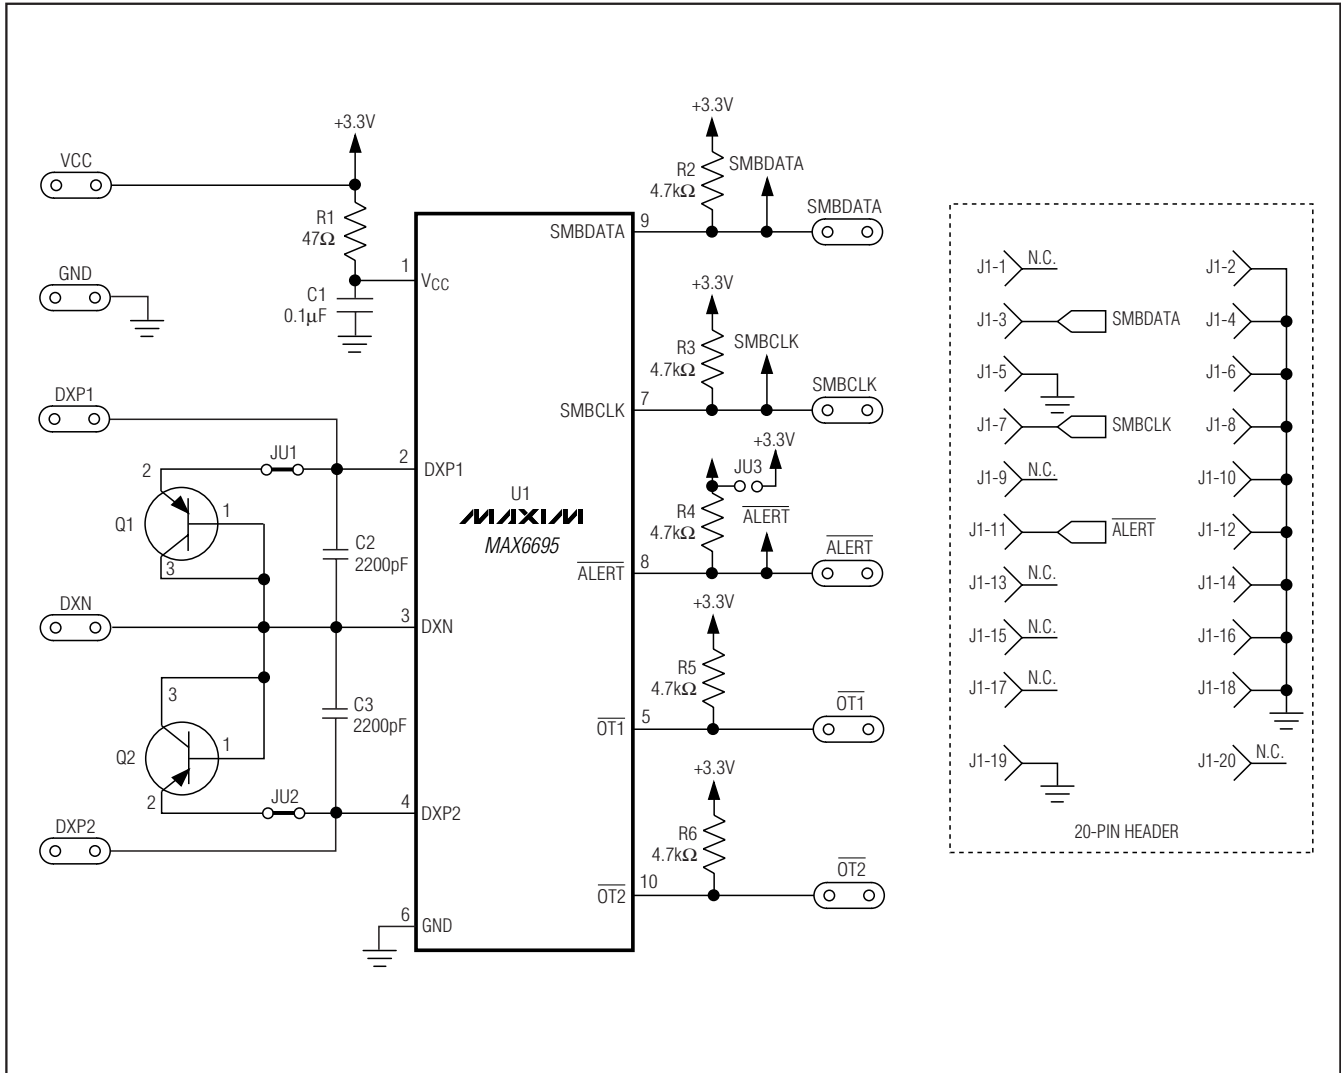 +3.3V
VCC
R1
47Ω
GND
C1
0.1µF
1
VCC
DXP1
JU1
2
DXP1
2
Q1
1
3
C2
2200pF
DXN
3
DXN
3
C3
2200pF
Q2
1
2
JU2
4
DXP2
DXP2
6
GND
U1
MAXIM
MAX6695
+3.3V
R2
4.7kΩ
SMBDATA
SMBDATA
9
SMBDATA
+3.3V
R3
4.7kΩ
SMBCLK
SMBCLK
7
SMBCLK
+3.3V
JU3
R4
4.7kΩ
ALERT
ALERT
8
ALERT
+3.3V
R5
4.7kΩ
OT1
5
OT1
+3.3V
R6
4.7kΩ
OT2
10
OT2
J1-1 N.C.
J1-2
J1-3 SMBDATA
J1-4
J1-5
J1-6
J1-7 SMBCLK
J1-8
J1-9 N.C.
J1-10
J1-11 ALERT
J1-12
J1-13 N.C.
J1-14
J1-15 N.C.
J1-16
J1-17 N.C.
J1-18
J1-19
J1-20 N.C.
20-PIN HEADER